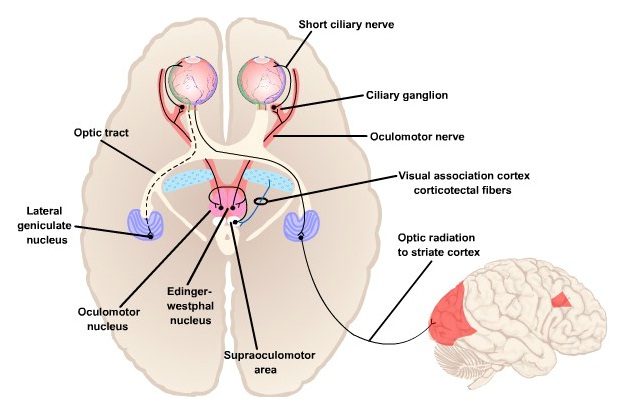 Short ciliary nerve
Ciliary ganglion
Optic tract
Oculomotor nerve
Visual association cortex
corticotectal fibers
Lateral
geniculate
nucleus
Optic radiation
to striate cortex
Edinger-
westphal
nucleus
Oculomotor
nucleus
Supraoculomotor
area